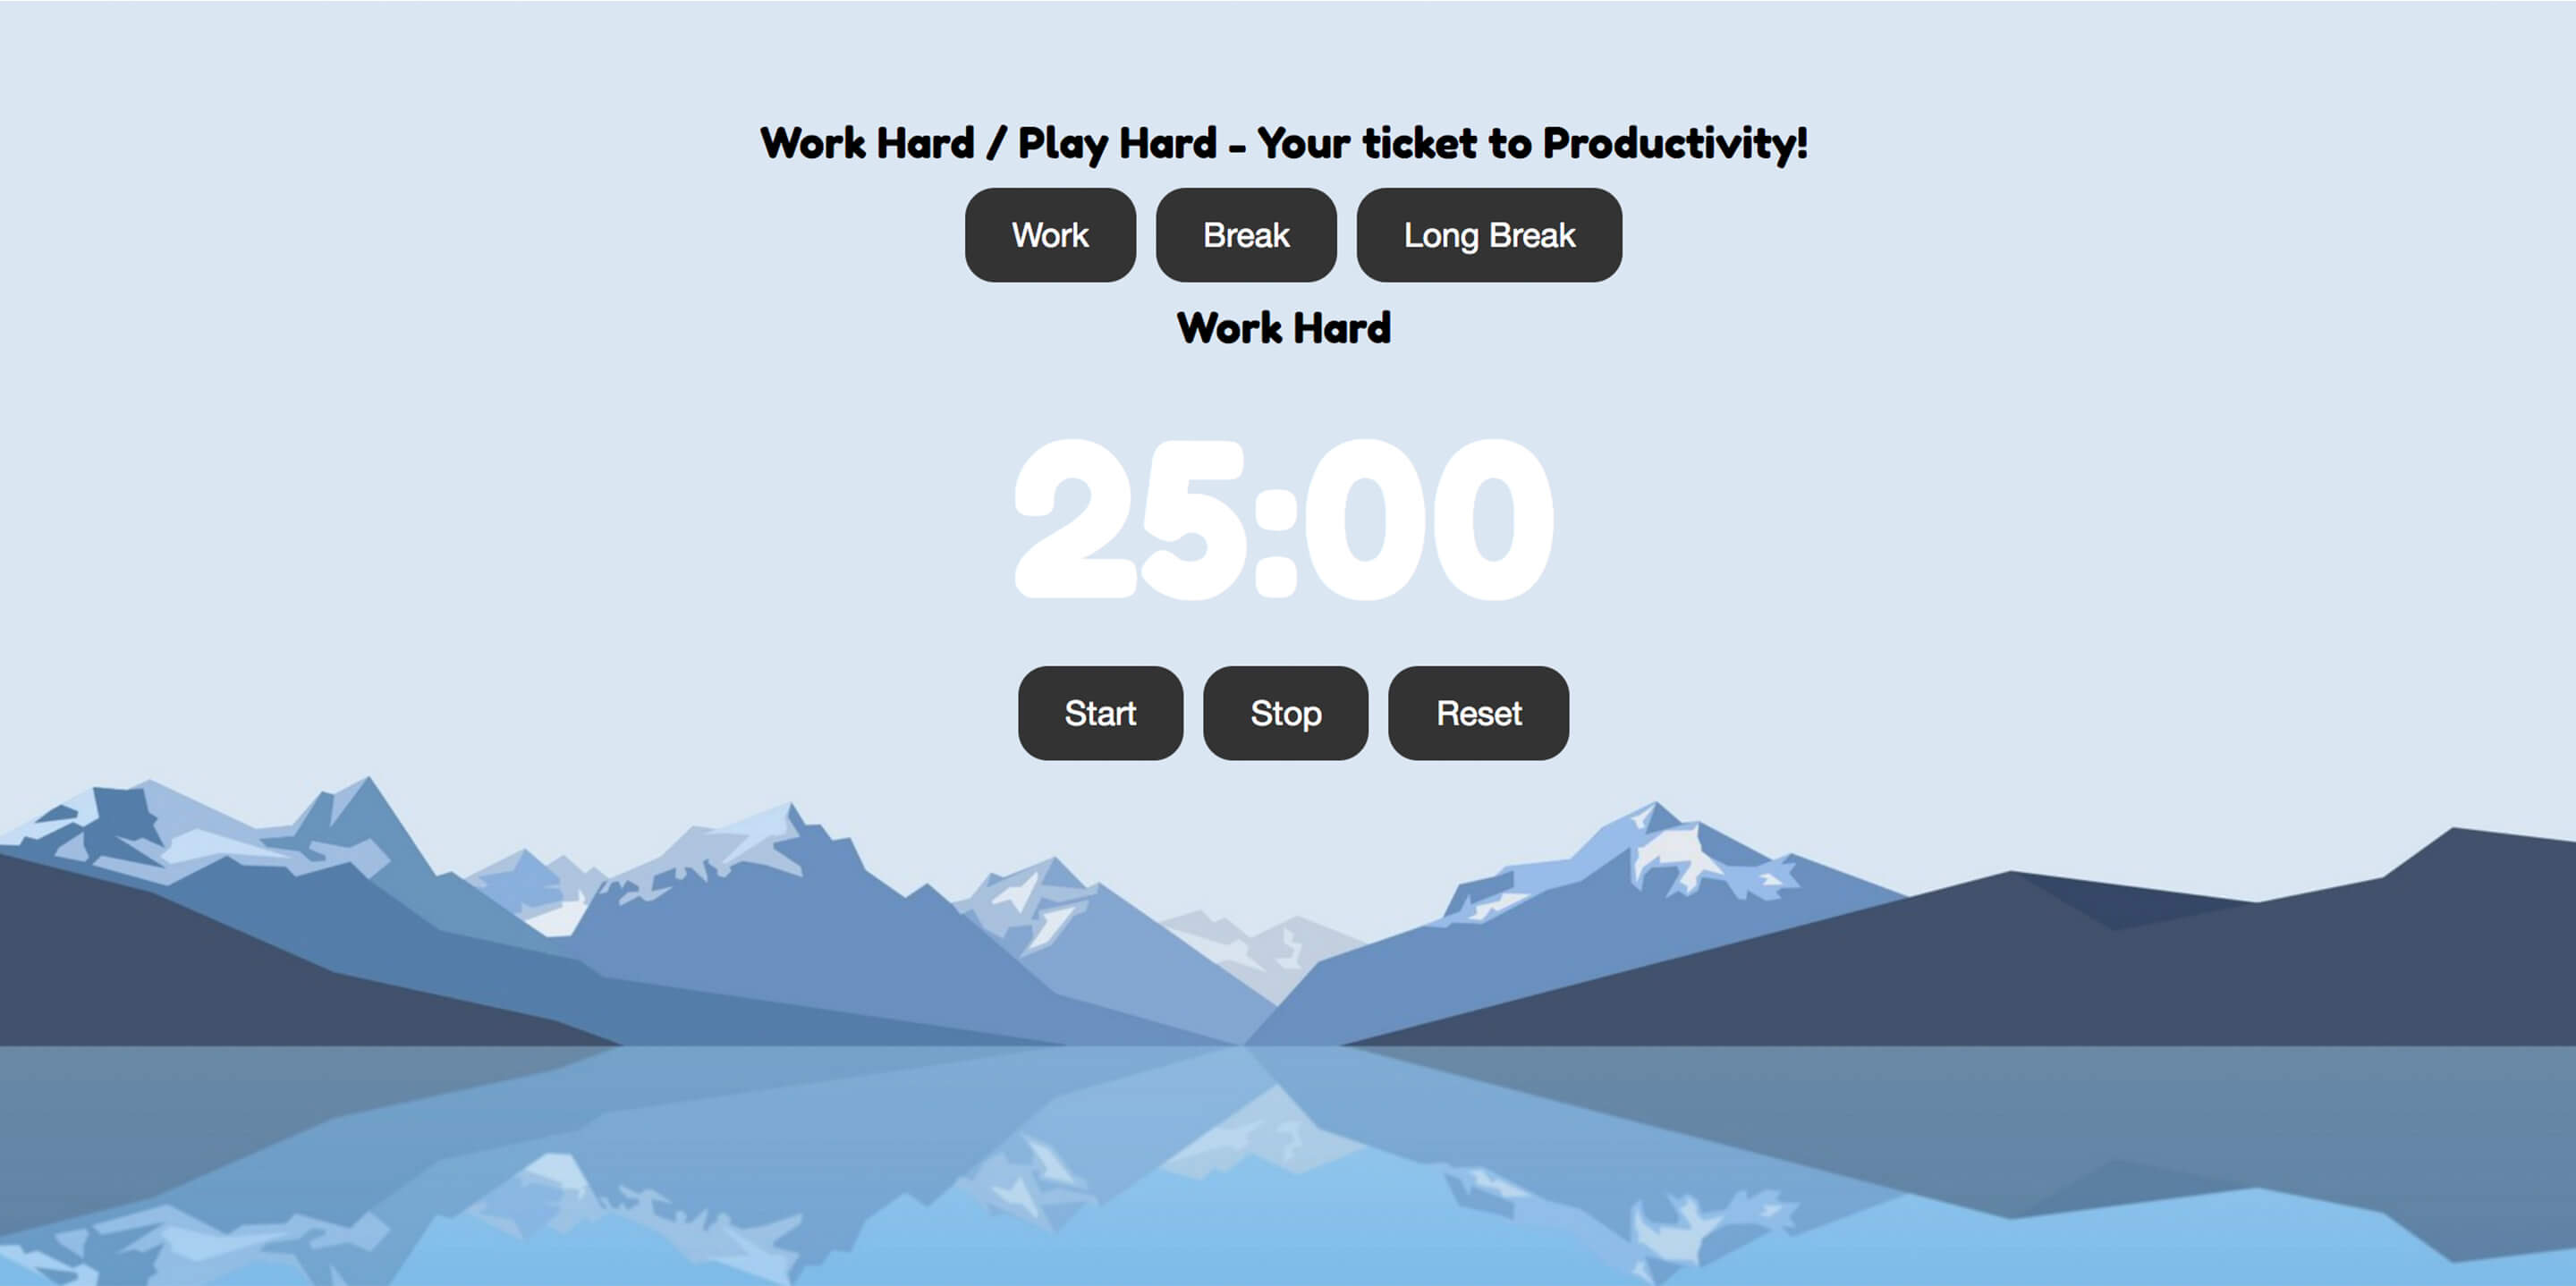 Work Hard / Play Hard - Your ticket to Productivity!
Work Break Long Break
Work Hard
25:00
Start Stop Reset